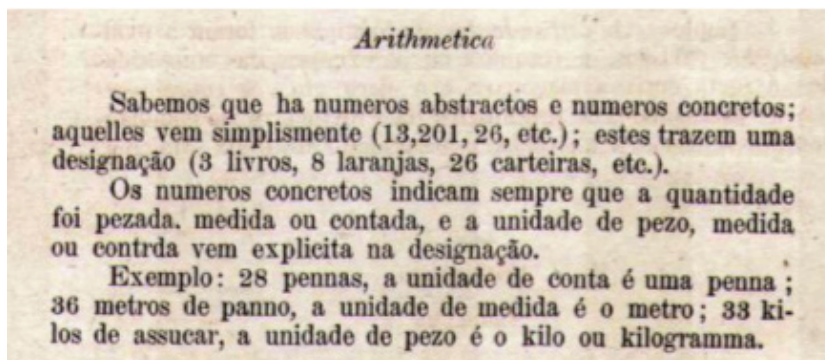 Arithmetica
Sabemos que ha numeros abstractos e numeros concretos;
aquelles vem simplismente (13,201, 26, etc.); estes trazem uma
designação (3 livros, 8 laranjas, 26 carteiras, etc.).
Os numeros concretos indicam sempre que a quantidade
foi pezada. medida ou contada, e a unidade de pezo, medida
ou contrda vem explicita na designação.
Exemplo: 28 pennas, a unidade de conta é uma penna ;
36 metros de panno, a unidade de medida é o metro; 33 ki-
los de assucar, a unidade de pezo é o kilo ou kilogramma.